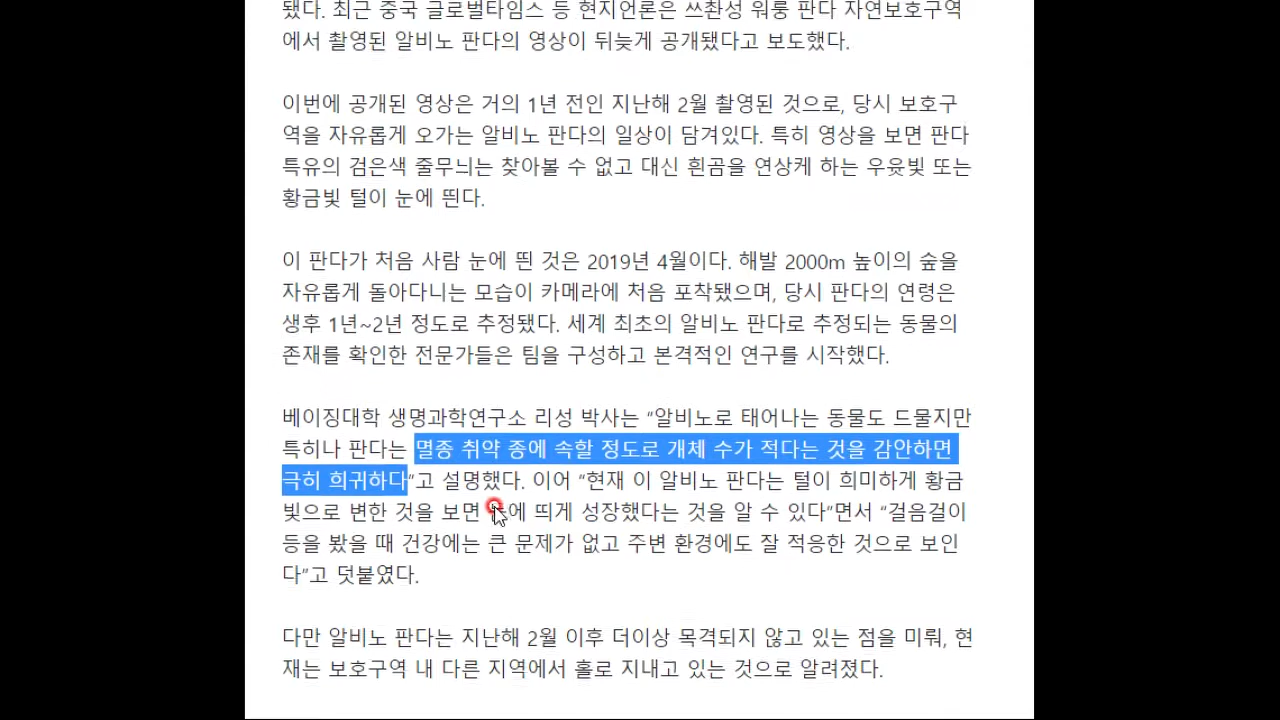 됐다. 최근 중국 글로벌타임스 등 현지언론은 쓰촨성 워룽 판다 자연보호구역
에서 촬영된 알비노 판다의 영상이 뒤늦게 공개됐다고 보도했다.
이번에 공개된 영상은 거의 1년 전인 지난해 2월 촬영된 것으로, 당시 보호구
역을 자유롭게 오가는 알비노 판다의 일상이 담겨있다. 특히 영상을 보면 판다
특유의 검은색 줄무늬는 찾아볼 수 없고 대신 흰곰을 연상케 하는 우윳빛 또는
황금빛 털이 눈에 띈다.
이 판다가 처음 사람 눈에 띈 것은 2019년 4월이다. 해발 2000m 높이의 숲을
자유롭게 돌아다니는 모습이 카메라에 처음 포착됐으며, 당시 판다의 연령은
생후 1년~2년 정도로 추정됐다. 세계 최초의 알비노 판다로 추정되는 동물의
존재를 확인한 전문가들은 팀을 구성하고 본격적인 연구를 시작했다.
베이징대학 생명과학연구소 리성 박사는 “알비노로 태어나는 동물도 드물지만
특히나 판다는 멸종 취약 종에 속할 정도로 개체 수가 적다는 것을 감안하면
극히 희귀하다”고 설명했다. 이어 “현재 이 알비노 판다는 털이 희미하게 황금
빛으로 변한 것을 보면 에 띄게 성장했다는 것을 알 수 있다”면서 “걸음걸이
등을 봤을 때 건강에는 큰 문제가 없고 주변 환경에도 잘 적응한 것으로 보인
다”고 덧붙였다.
다만 알비노 판다는 지난해 2월 이후 더이상 목격되지 않고 있는 점을 미뤄, 현
재는 보호구역 내 다른 지역에서 홀로 지내고 있는 것으로 알려졌다.